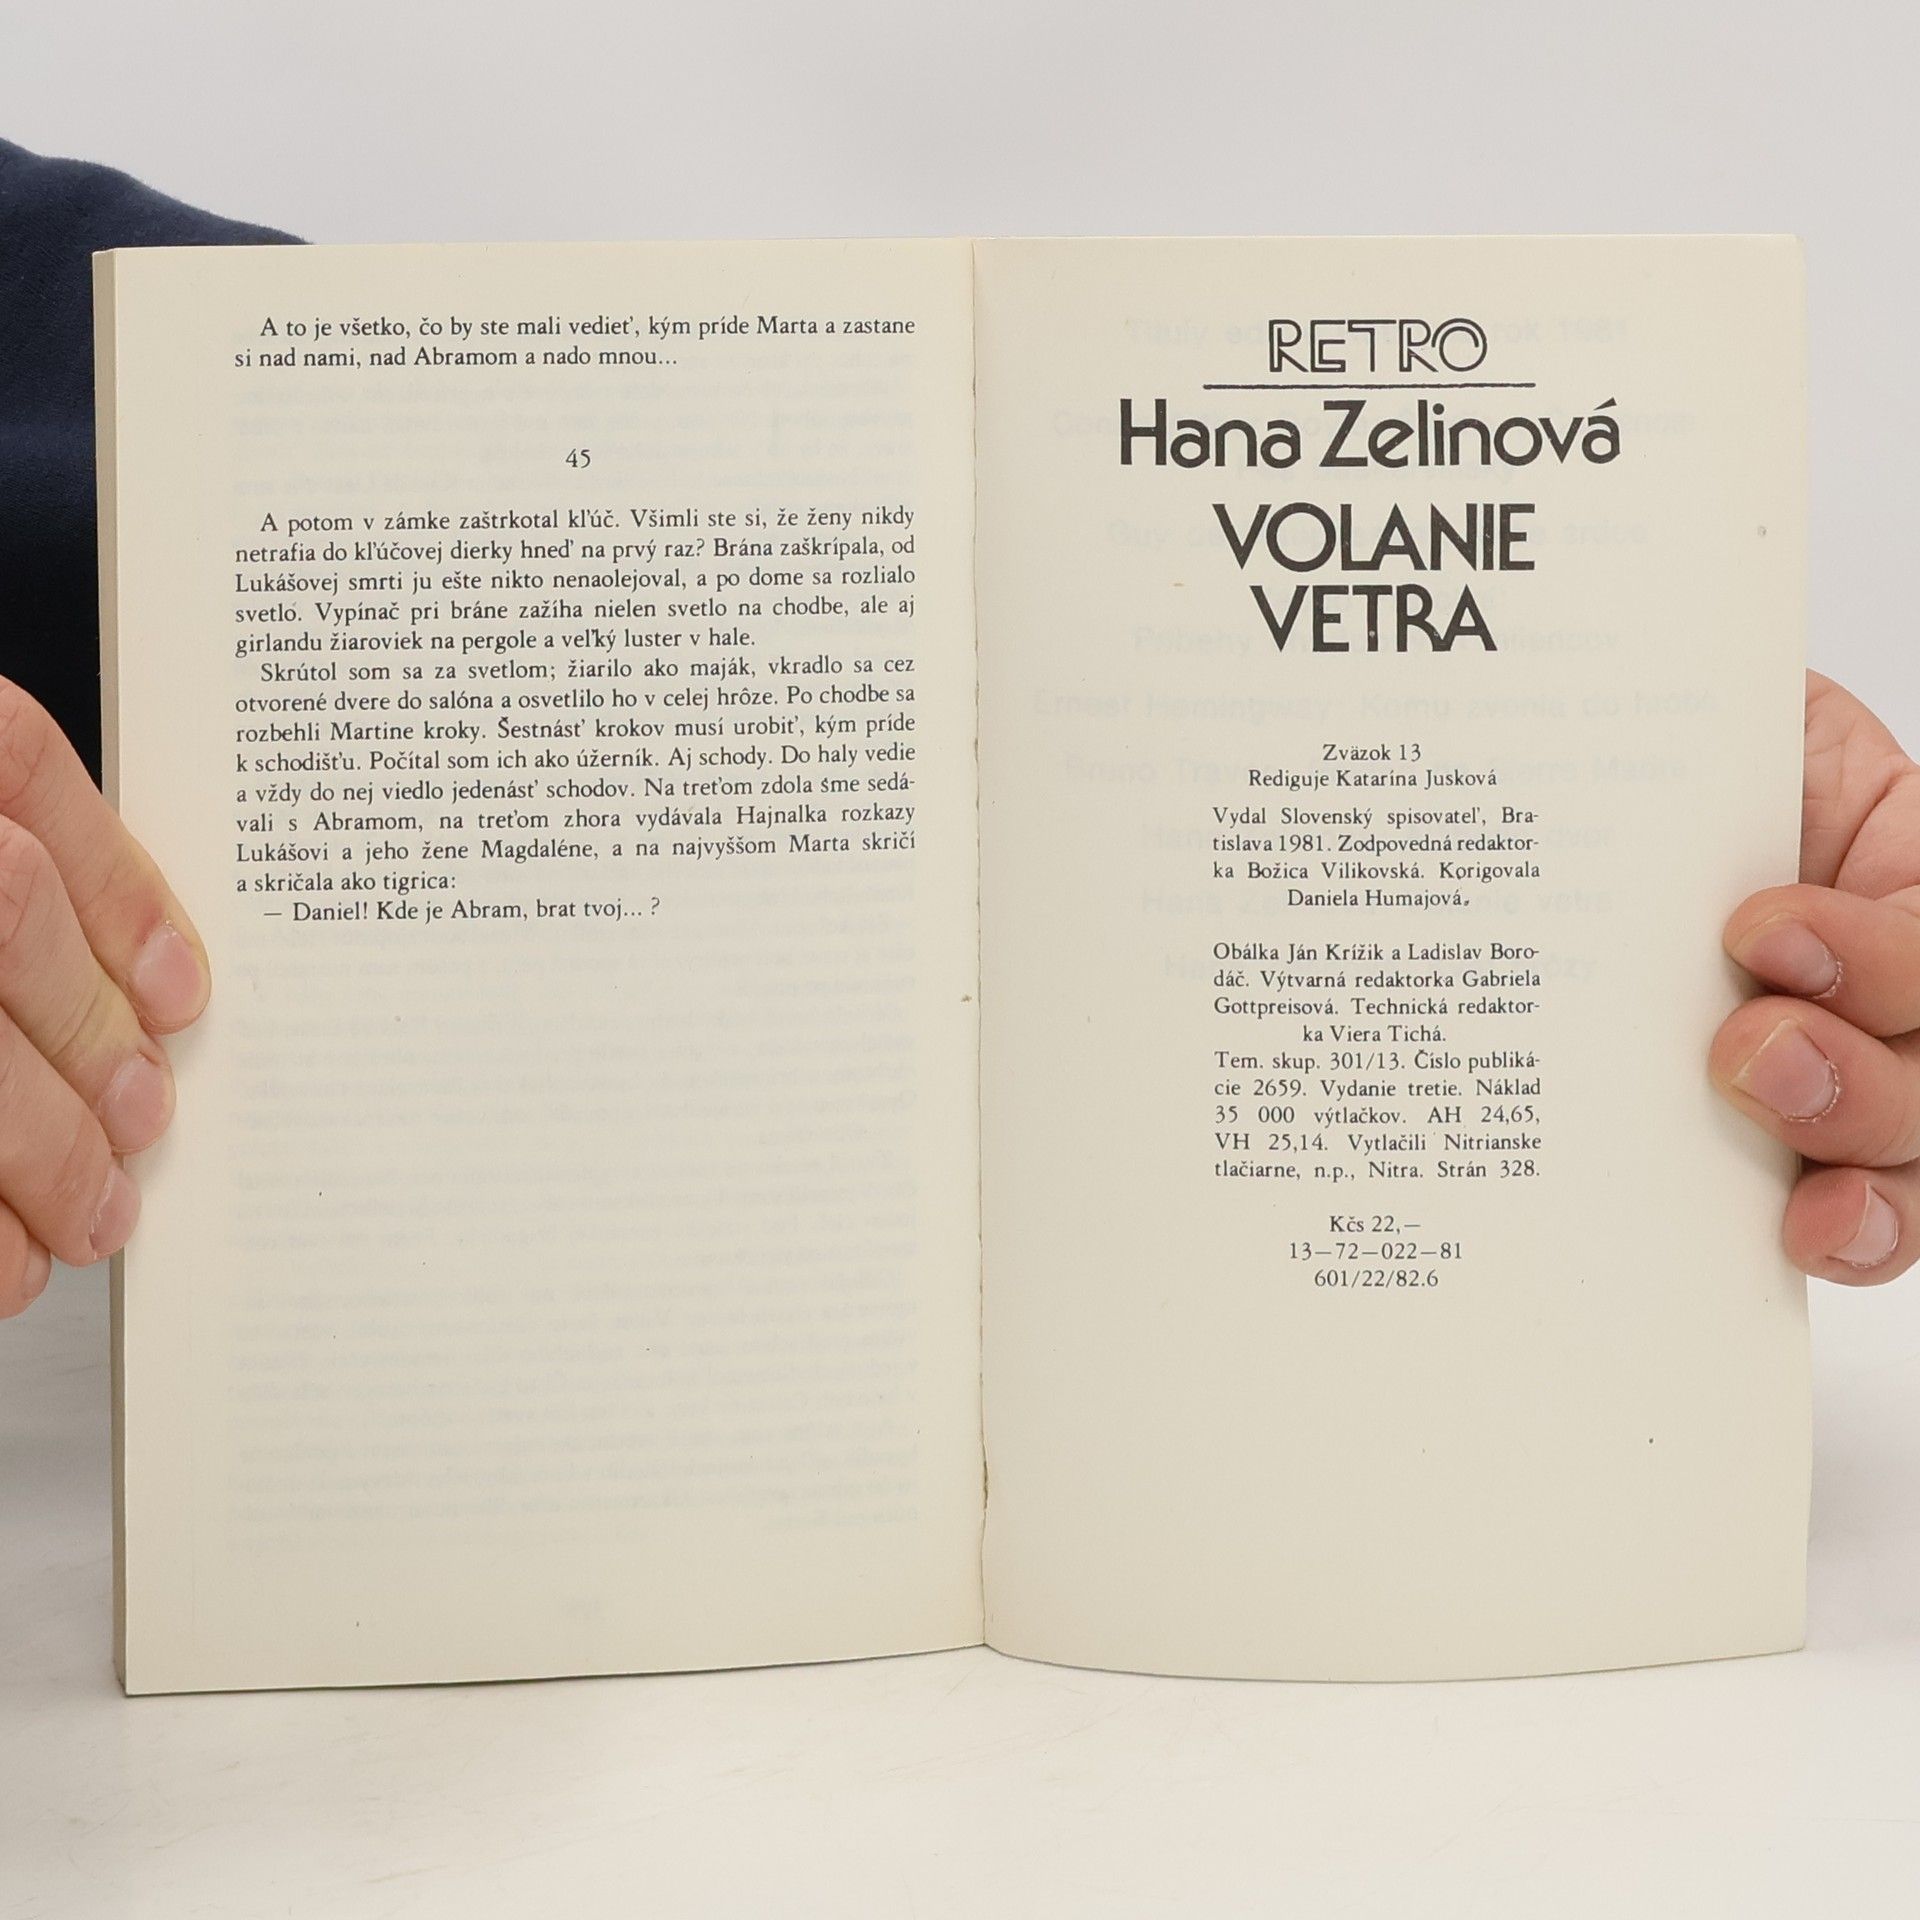 A to je všetko, čo by ste mali vedieť, kým príde Marta a zastane
si nad nami, nad Abramom a nado mnou...
45
A potom v zámke zaštrkotal kľúč. Všimli ste si, že ženy nikdy
netrafia do kľúčovej dierky hneď na prvý raz? Brána zaškrípala, od
Lukášovej smrti ju ešte nikto nenaolejoval, a po dome sa rozlialo
svetlo. Vypínač pri bráne zažíha nielen svetlo na chodbe, ale aj
girlandu žiaroviek na pergole a veľký luster v hale.
Skrútol som sa za svetlom; žiarilo ako maják, vkradlo sa cez
otvorené dvere do salóna a osvetlilo ho v celej hrôze. Po chodbe sa
rozbehli Martine kroky. Šestnásť krokov musí urobiť, kým príde
k schodišťu. Počítal som ich ako úžerník. Aj schody. Do haly vedie
a vždy do nej viedlo jedenásť schodov. Na treťom zdola sme sedá-
vali s Abramom, na treťom zhora vydávala Hajnalka rozkazy
Lukášovi a jeho žene Magdaléne, a na najvyššom Marta skričí
a skričala ako tigrica:
— Daniel! Kde je Abram, brat tvoj... ?
RETRO
Hana Zelinová
VOLANIE
VETRA
Zväzok 13
Rediguje Katarína Jusková
Vydal Slovenský spisovateľ, Bra-
tislava 1981. Zodpovedná redaktor-
ka Božica Vilikovská. Korigovala
Daniela Humajová.
Obálka Ján Krížik a Ladislav Boro-
dáč. Výtvarná redaktorka Gabriela
Gottpreisová. Technická redaktor-
ka Viera Tichá.
Tem. skup. 301/13. Číslo publiká-
cie 2659. Vydanie tretie. Náklad
35 000 výtlačkov. AH 24,65,
VH 25,14. Vytlačili Nitrianske
tlačiarne, n.p., Nitra. Strán 328.
Kčs 22,—
13—72—022—81
601/22/82.6